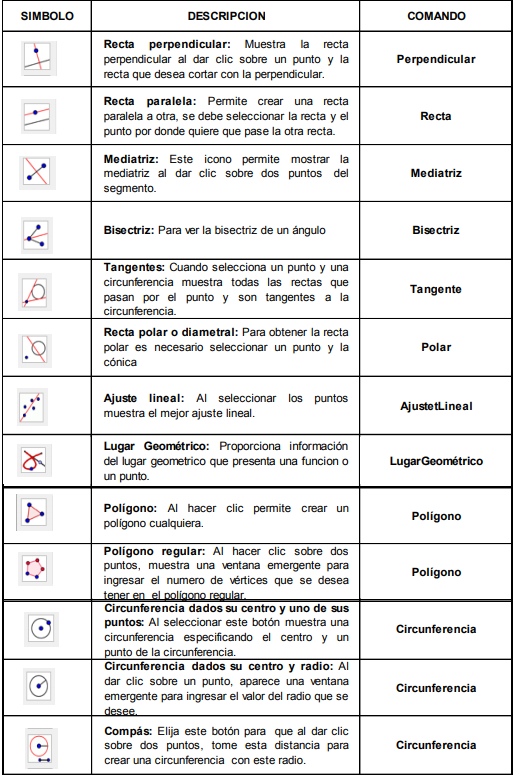 SIMBOLO DESCRIPCION COMANDO
Recta perpendicular: Muestra la recta
perpendicular al dar clic sobre un punto y la
recta que desea cortar con la perpendicular.
Perpendicular
Recta paralela: Permite crear una recta
paralela a otra, se debe seleccionar la recta y el
punto por donde quiere que pase la otra recta.
Recta
Mediatriz: Este icono permite mostrar la
mediatriz al dar clic sobre dos puntos del
segmento.
Mediatriz
Bisectriz: Para ver la bisectriz de un ángulo
Bisectriz
Tangentes: Cuando selecciona un punto y una
circunferencia muestra todas las rectas que
pasan por el punto y son tangentes a la
circunferencia.
Tangente
Recta polar o diametral: Para obtener la recta
polar es necesario seleccionar un punto y la
cónica
Polar
Ajuste lineal: Al seleccionar los puntos
muestra el mejor ajuste lineal.
AjustetLineal
Lugar Geométrico: Proporciona información
del lugar geometrico que presenta una funcion o
un punto.
LugarGeométrico
Polígono: Al hacer clic permite crear un
polígono cualquiera.
Polígono
Polígono regular: Al hacer clic sobre dos
puntos, muestra una ventana emergente para
ingresar el numero de vértices que se desea
tener en el polígono regular.
Polígono
Circunferencia dados su centro y uno de sus
puntos: Al seleccionar este botón muestra una
circunferencia especificando el centro y un
punto de la circunferencia.
Circunferencia
Circunferencia dados su centro y radio: Al
dar clic sobre un punto, aparece una ventana
emergente para ingresar el valor del radio que se
desee.
Circunferencia
Compás: Elija este botón para que al dar clic
sobre dos puntos, tome esta distancia para
crear una circunferencia con este radio.
Circunferencia